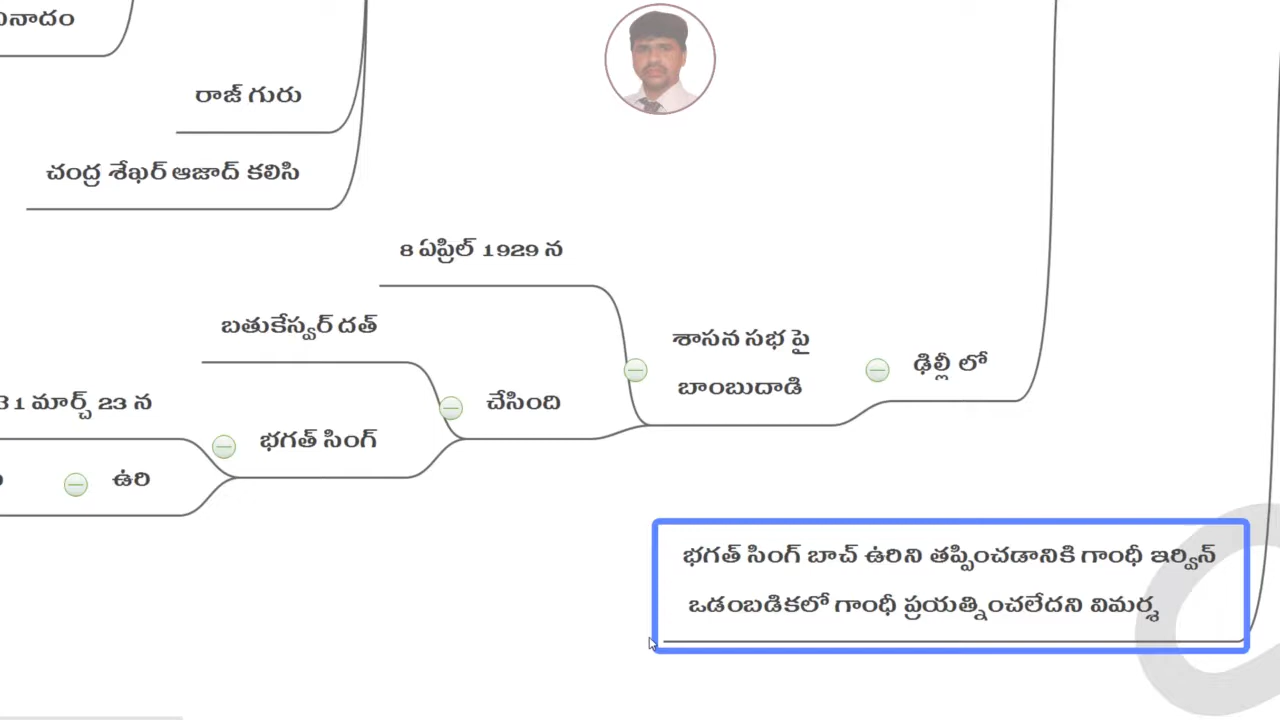 నాదం
రాజ్ గురు
చంద్ర శేఖర్ ఆజాద్ కలిసి
8 ఏప్రిల్ 1929 న
బతుకేస్వర్ దత్
శాసన సభ పై
బాంబుదాడి
ఢిల్లీ లో
చేసింది
31 మార్చ్ 23 న
భగత్ సింగ్
ఉరి
భగత్ సింగ్ బాచ్ ఉరిని తప్పించడానికి గాంధీ ఇర్విన్
ఒడంబడికలో గాంధీ ప్రయత్నించలేదని విమర్శ